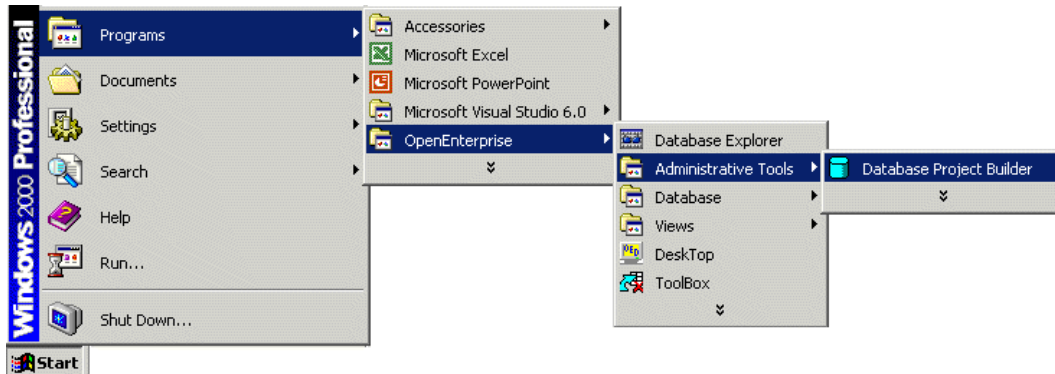 Windows 2000 Professional
Programs
Documents
Settings
Search
Help
Run...
Shut Down...
Start
Accessories
Microsoft Excel
Microsoft PowerPoint
Microsoft Visual Studio 6.0
OpenEnterprise
Database Explorer
Administrative Tools
Database
Views
DeskTop
ToolBox
Database Project Builder